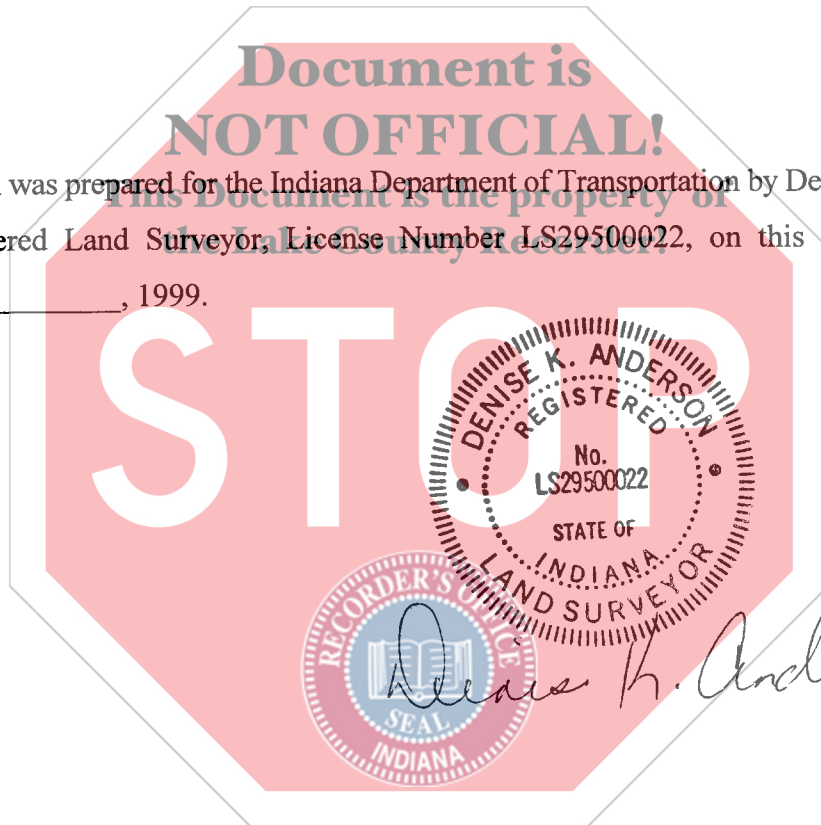 Document is
NOT OFFICIAL!
was prepared for the Indiana Department of Transportation by De
This Document is the property of
ered Land Surveyor, License Number LS29500022, on this
the Lake County Recorder!
, 1999.
STOP
DENISE K. ANDERSON
REGISTERED
No.
LS29500022
STATE OF
INDIANA
LAND SURVEYOR
RECORDER'S OFFICE
SEAL
INDIANA
Denise K. And